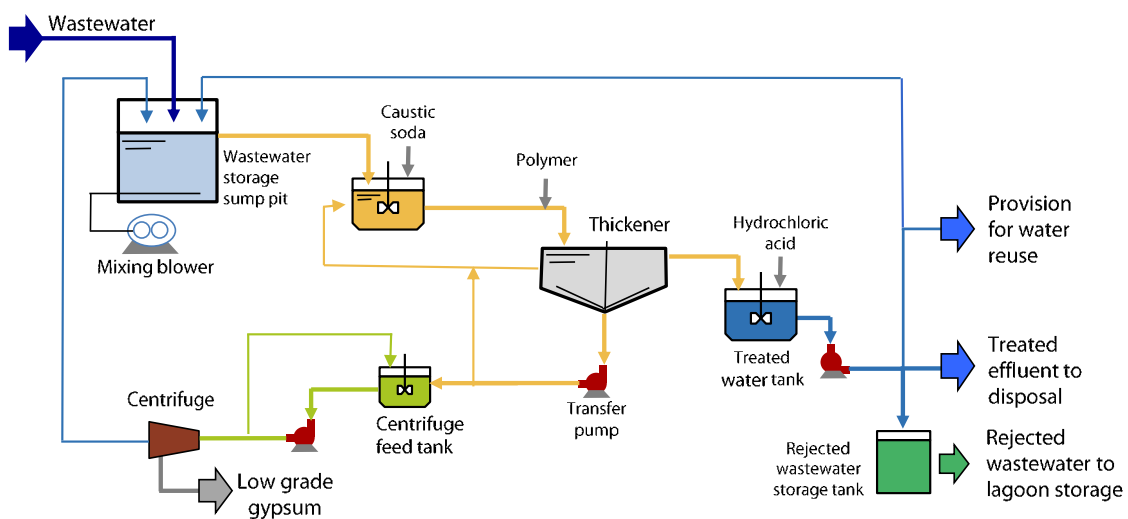 Wastewater
Caustic
soda
Wastewater
storage
sump pit
Polymer
Mixing blower
Thickener
Hydrochloric
acid
Provision
for water
reuse
Treated
water tank
Treated
effluent to
disposal
Centrifuge
Centrifuge
feed tank
Transfer
pump
Rejected
wastewater
storage tank
Rejected
wastewater to
lagoon storage
Low grade
gypsum